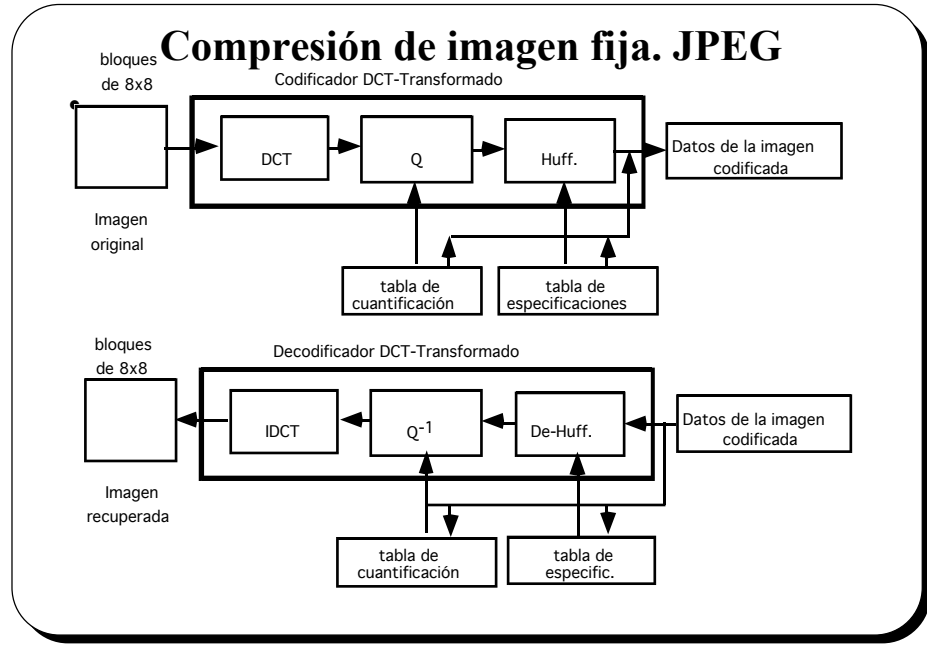 Compresión de imagen fija. JPEG
bloques
de 8x8
Codificador DCT-Transformado
DCT
Q
Huff.
Datos de la imagen
codificada
Imagen
original
tabla de
cuantificación
tabla de
especificaciones
bloques
de 8x8
Decodificador DCT-Transformado
IDCT
Q-1
De-Huff.
Datos de la imagen
codificada
Imagen
recuperada
tabla de
cuantificación
tabla de
especific.